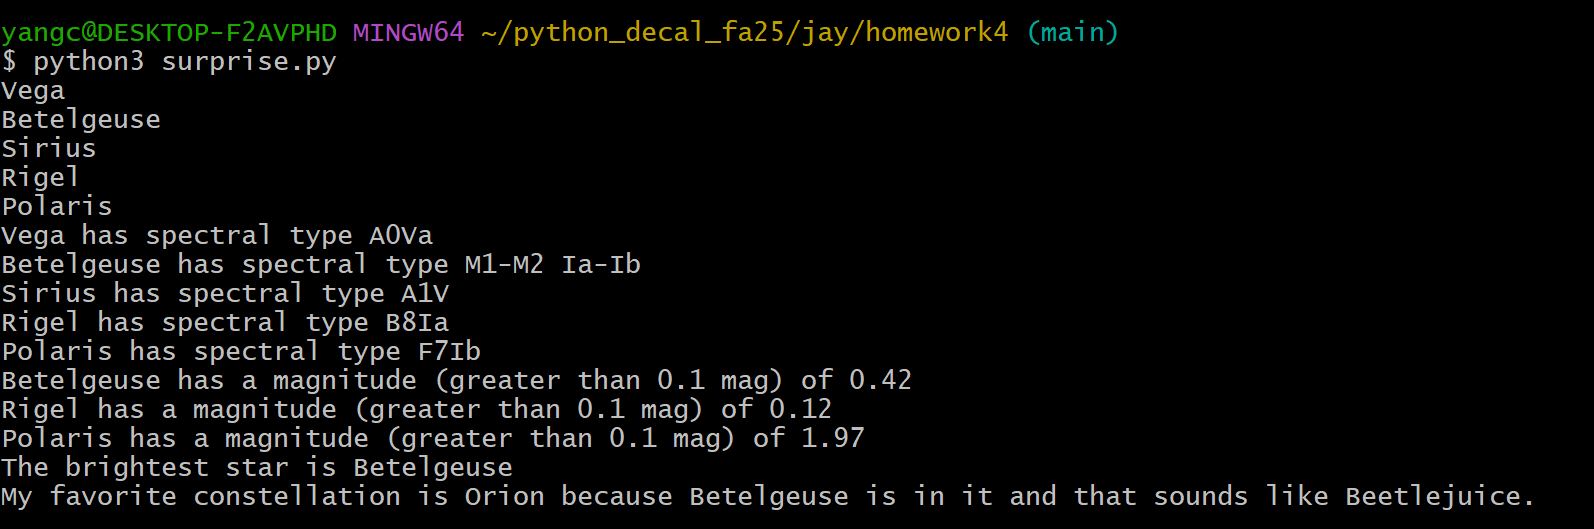 yangc@DESKTOP-F2AVPHD MINGW64 ~/python_decal_fa25/jay/homework4 (main)
$ python3 surprise.py
Vega
Betelgeuse
Sirius
Rigel
Polaris
Vega has spectral type A0Va
Betelgeuse has spectral type M1-M2 Ia-Ib
Sirius has spectral type A1V
Rigel has spectral type B8Ia
Polaris has spectral type F7Ib
Betelgeuse has a magnitude (greater than 0.1 mag) of 0.42
Rigel has a magnitude (greater than 0.1 mag) of 0.12
Polaris has a magnitude (greater than 0.1 mag) of 1.97
The brightest star is Betelgeuse
My favorite constellation is Orion because Betelgeuse is in it and that sounds like Beetlejuice.